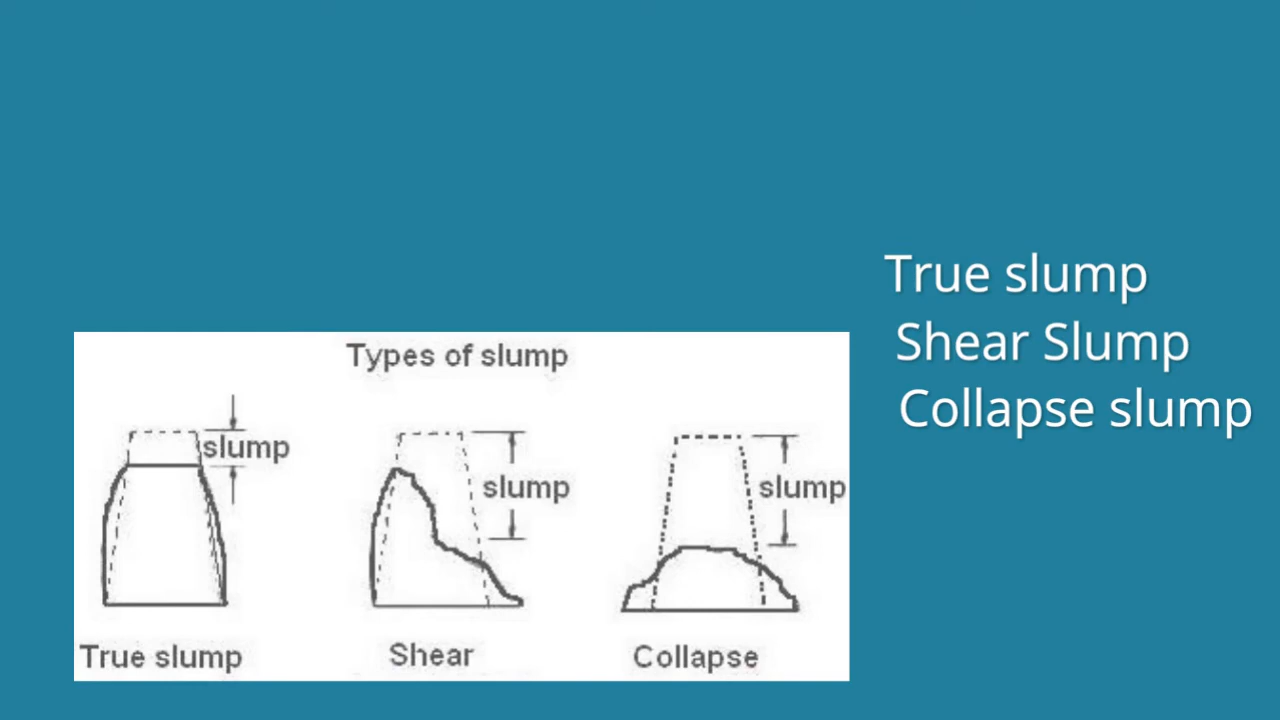 True slump
Shear Slump
Collapse slump
Types of slump
slump
slump
slump
True slump
Shear
Collapse